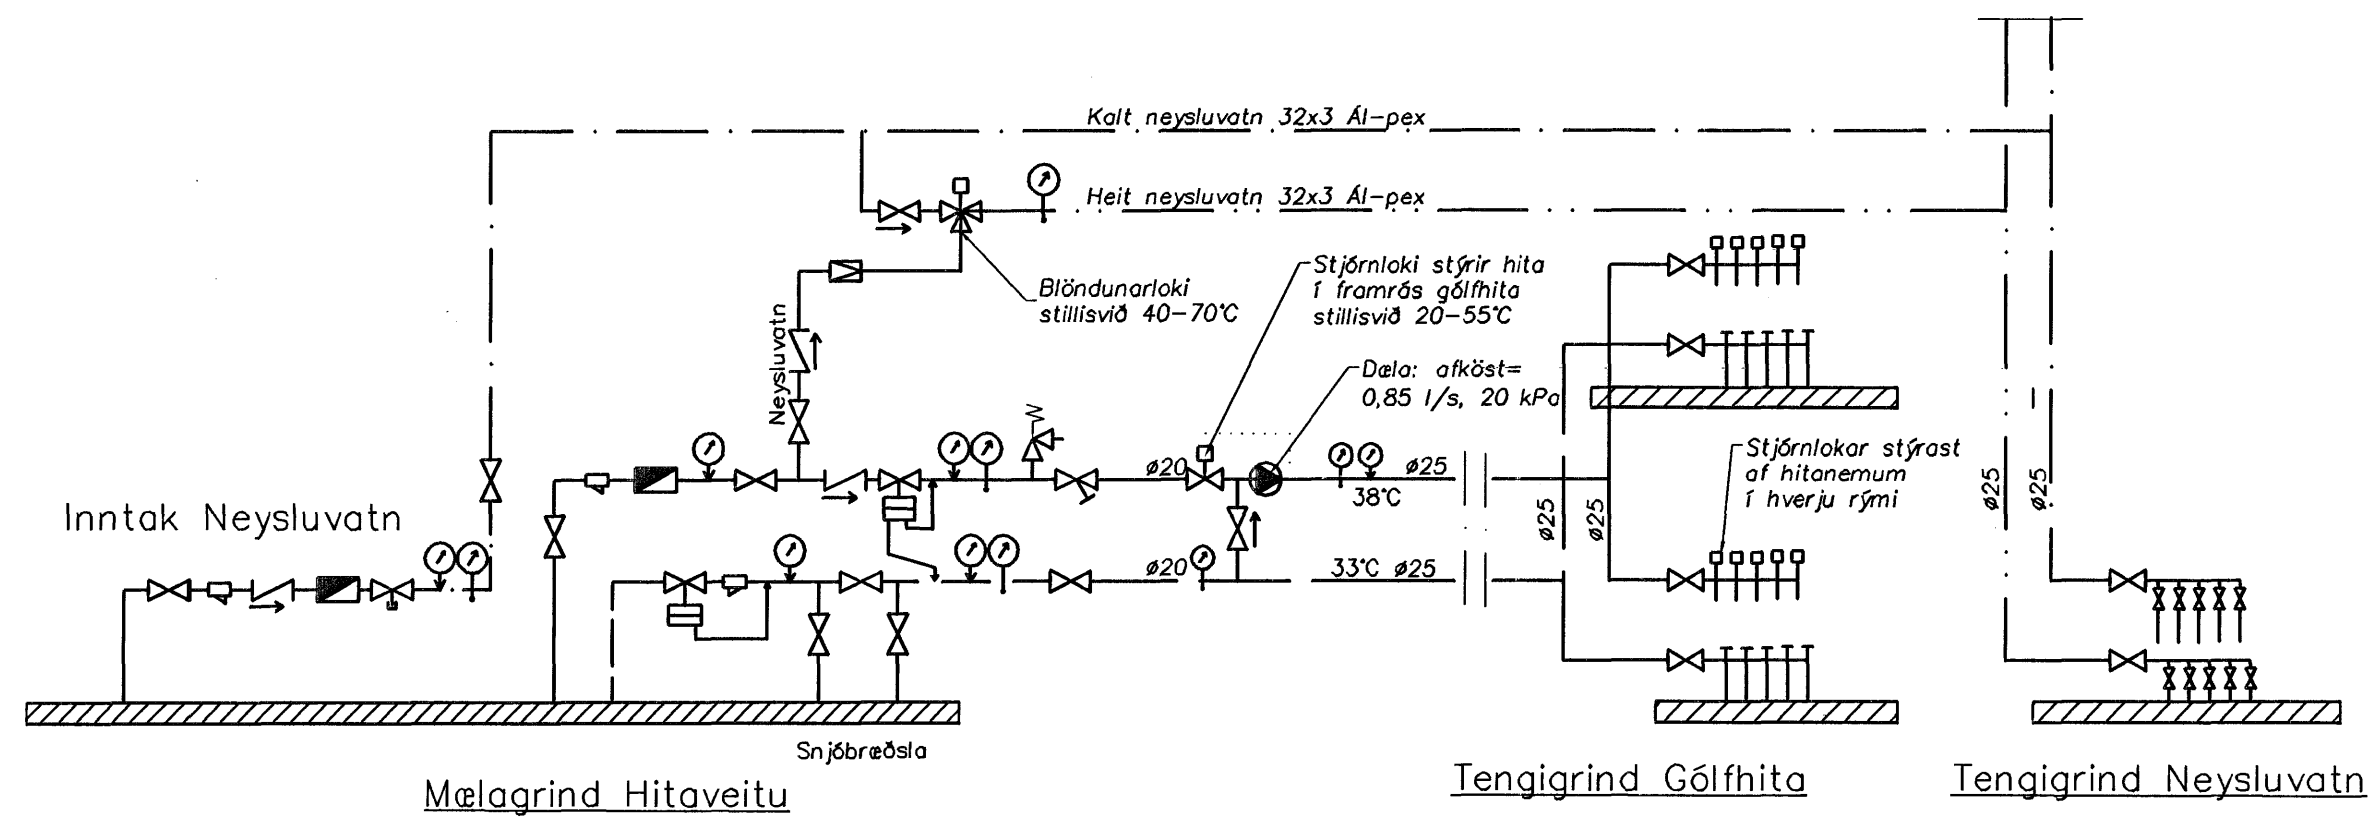 Kalt neysluvatn 32x3 Ál-pex
Heit neysluvatn 32x3 Ál-pex
Blöndunarloki
stillisvið 40-70°C
Stjórnloki stýrir hita
í framrás gólfhita
stillisvið 20-55°C
Dæla: afköst=
0,85 l/s, 20 kPa
Neysluvatn
Stjórnlokar stýrast
af hitanemum
í hverju rými
ø20
ø25
38°C
Inntak Neysluvatn
ø25
ø25
ø25
ø25
ø20
33°C ø25
Snjóbræðsla
Mælagrind Hitaveitu
Tengigrind Gólfhita
Tengigrind Neysluvatn